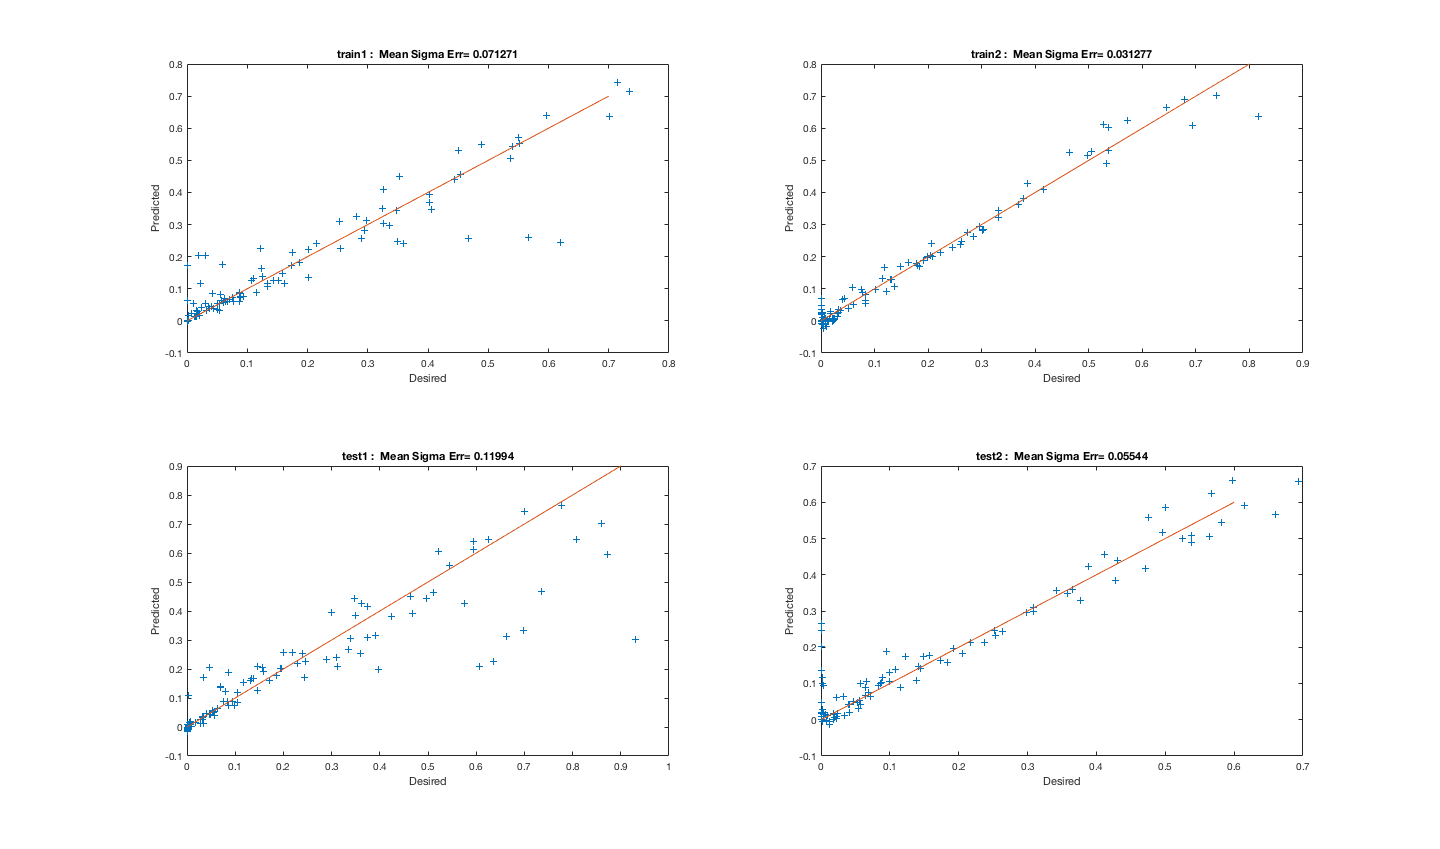 train1 :  Mean Sigma Err= 0.071271
0.8
0.7
0.6
0.5
0.4
0.3
0.2
0.1
0
-0.1
Predicted
0 0.1 0.2 0.3 0.4 0.5 0.6 0.7 0.8
Desired
train2 :  Mean Sigma Err= 0.031277
0.8
0.7
0.6
0.5
0.4
0.3
0.2
0.1
0
-0.1
Predicted
0 0.1 0.2 0.3 0.4 0.5 0.6 0.7 0.8 0.9
Desired
test1 :  Mean Sigma Err= 0.11994
0.9
0.8
0.7
0.6
0.5
0.4
0.3
0.2
0.1
0
-0.1
Predicted
0 0.1 0.2 0.3 0.4 0.5 0.6 0.7 0.8 0.9 1
Desired
test2 :  Mean Sigma Err= 0.05544
0.7
0.6
0.5
0.4
0.3
0.2
0.1
0
-0.1
Predicted
0 0.1 0.2 0.3 0.4 0.5 0.6 0.7
Desired